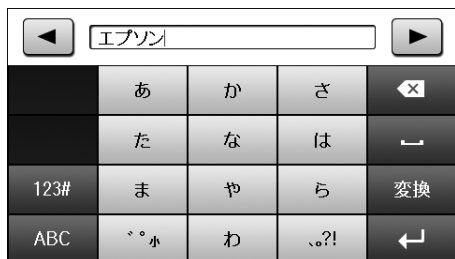 エプソン
あ か さ
た な は
123# ま や ら 変換
ABC ゛゜小 わ 、。?!